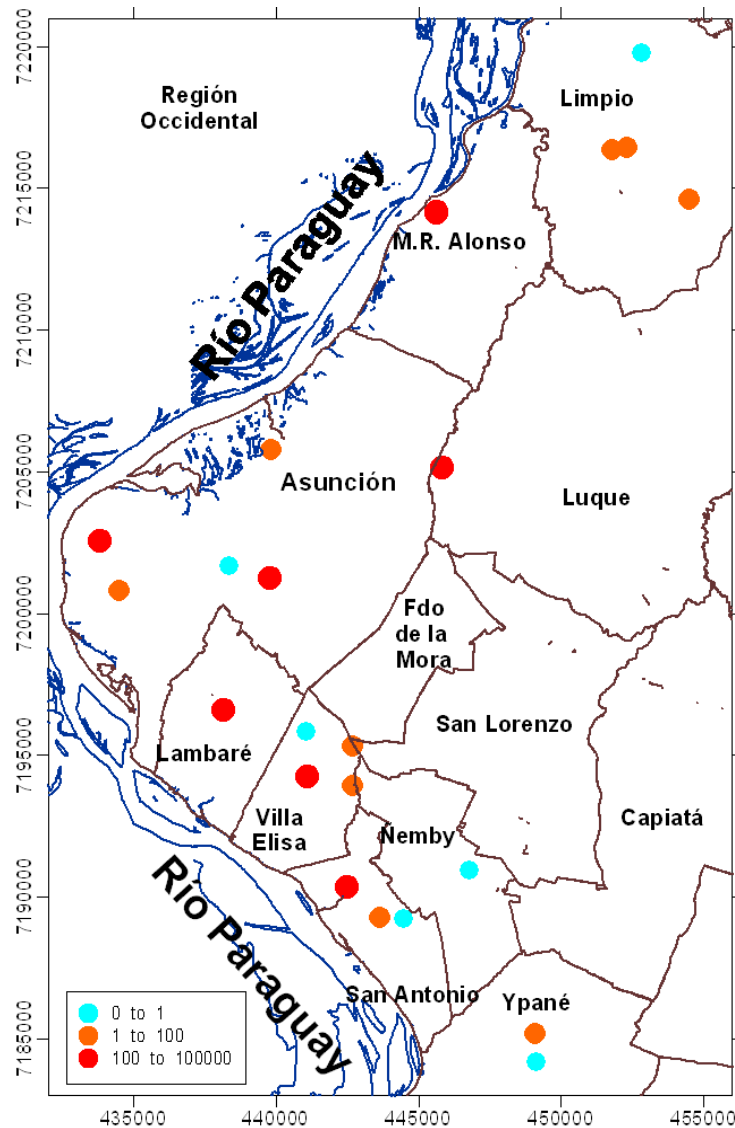 7220000
7215000
7210000
7205000
7200000
7195000
7190000
7185000
Región
Occidental
Limpio
Río Paraguay
M.R. Alonso
Asunción
Luque
Fdo
de la
Mora
San Lorenzo
Lambaré
Villa
Elisa
Ñemby
Capiatá
Río Paraguay
San Antonio
Ypané
0 to 1
1 to 100
100 to 100000
435000
440000
445000
450000
455000